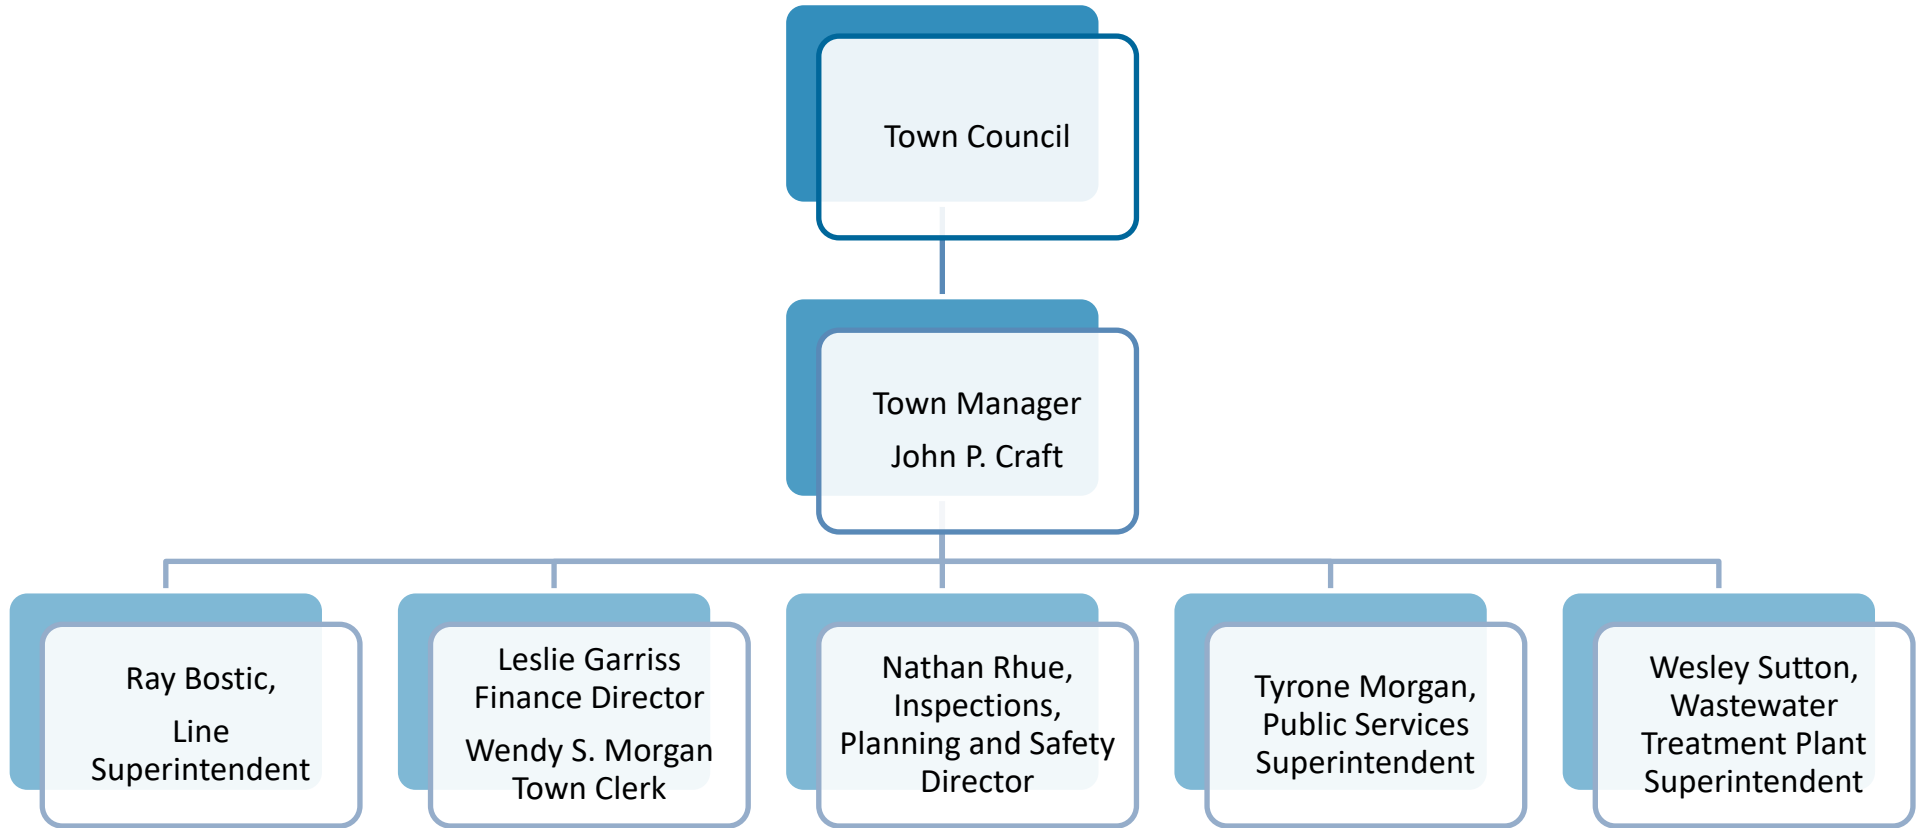 Town Council
Town Manager
John P. Craft
Ray Bostic,
Line
Superintendent
Leslie Garriss
Finance Director
Wendy S. Morgan
Town Clerk
Nathan Rhue,
Inspections,
Planning and Safety
Director
Tyrone Morgan,
Public Services
Superintendent
Wesley Sutton,
Wastewater
Treatment Plant
Superintendent